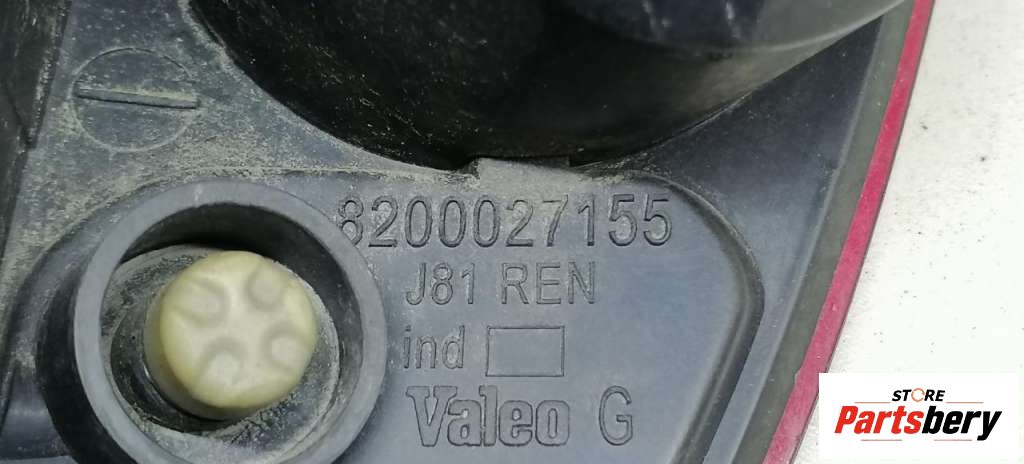 8200027155
J81 REN
ind
Valeo G
STORE
Partsbery